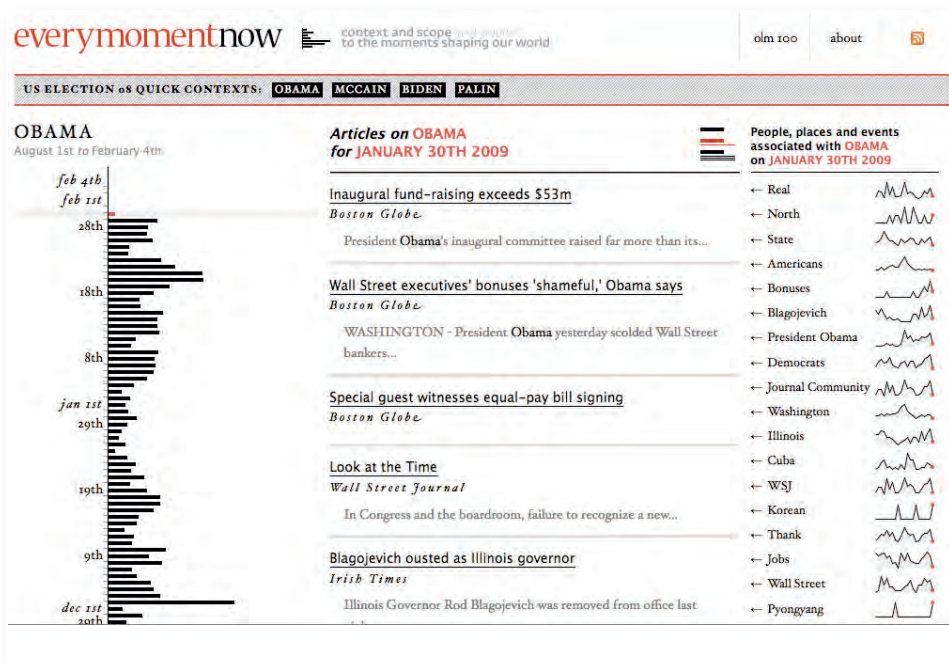 everymomentnow
context and scope
to the moments shaping our world
olm 100
about
US ELECTION 08 QUICK CONTEXTS: OBAMA MCCAIN BIDEN PALIN
OBAMA
August 1st to February 4th
feb 4th
feb 1st
28th
18th
8th
jan 1st
29th
19th
9th
dec 1st
29th
Articles on OBAMA
for JANUARY 30TH 2009
Inaugural fund-raising exceeds $53m
Boston Globe
President Obama's inaugural committee raised far more than its...
Wall Street executives' bonuses 'shameful,' Obama says
Boston Globe
WASHINGTON - President Obama yesterday scolded Wall Street
bankers...
Special guest witnesses equal-pay bill signing
Boston Globe
Look at the Time
Wall Street Journal
In Congress and the boardroom, failure to recognize a new...
Blagojevich ousted as Illinois governor
Irish Times
Illinois Governor Rod Blagojevich was removed from office last
People, places and events
associated with OBAMA
on JANUARY 30TH 2009
← Real
← North
← State
← Americans
← Bonuses
← Blagojevich
← President Obama
← Democrats
← Journal Community
← Washington
← Illinois
← Cuba
← WSJ
← Korean
← Thank
← Jobs
← Wall Street
← Pyongyang